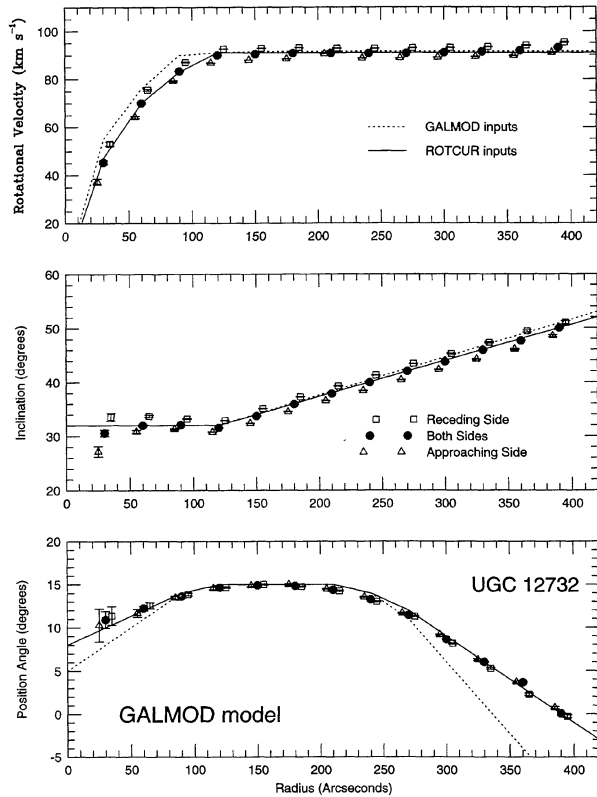 Rotational Velocity (km s⁻¹)
100
80
60
40
20
GALMOD inputs
ROTCUR inputs
0 50 100 150 200 250 300 350 400
Inclination (degrees)
60
50
40
30
20
Receding Side
Both Sides
Approaching Side
0 50 100 150 200 250 300 350 400
Position Angle (degrees)
20
15
10
5
0
-5
UGC 12732
GALMOD model
0 50 100 150 200 250 300 350 400
Radius (Arcseconds)